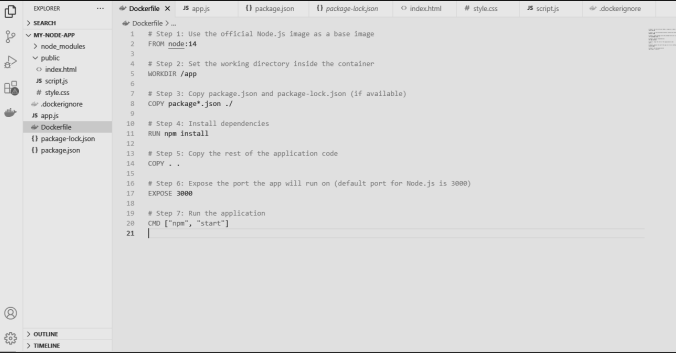 EXPLORER
SEARCH
MY-NODE-APP
node_modules
public
index.html
JS script.js
# style.css
.dockerignore
JS app.js
Dockerfile
{} package-lock.json
{} package.json
OUTLINE
TIMELINE
Dockerfile
JS app.js
{} package.json
{} package-lock.json
index.html
# style.css
JS script.js
.dockerignore
Dockerfile > ...
1 # Step 1: Use the official Node.js image as a base image
2 FROM node:14
3
4 # Step 2: Set the working directory inside the container
5 WORKDIR /app
6
7 # Step 3: Copy package.json and package-lock.json (if available)
8 COPY package*.json ./
9
10 # Step 4: Install dependencies
11 RUN npm install
12
13 # Step 5: Copy the rest of the application code
14 COPY . .
15
16 # Step 6: Expose the port the app will run on (default port for Node.js is 3000)
17 EXPOSE 3000
18
19 # Step 7: Run the application
20 CMD ["npm", "start"]
21